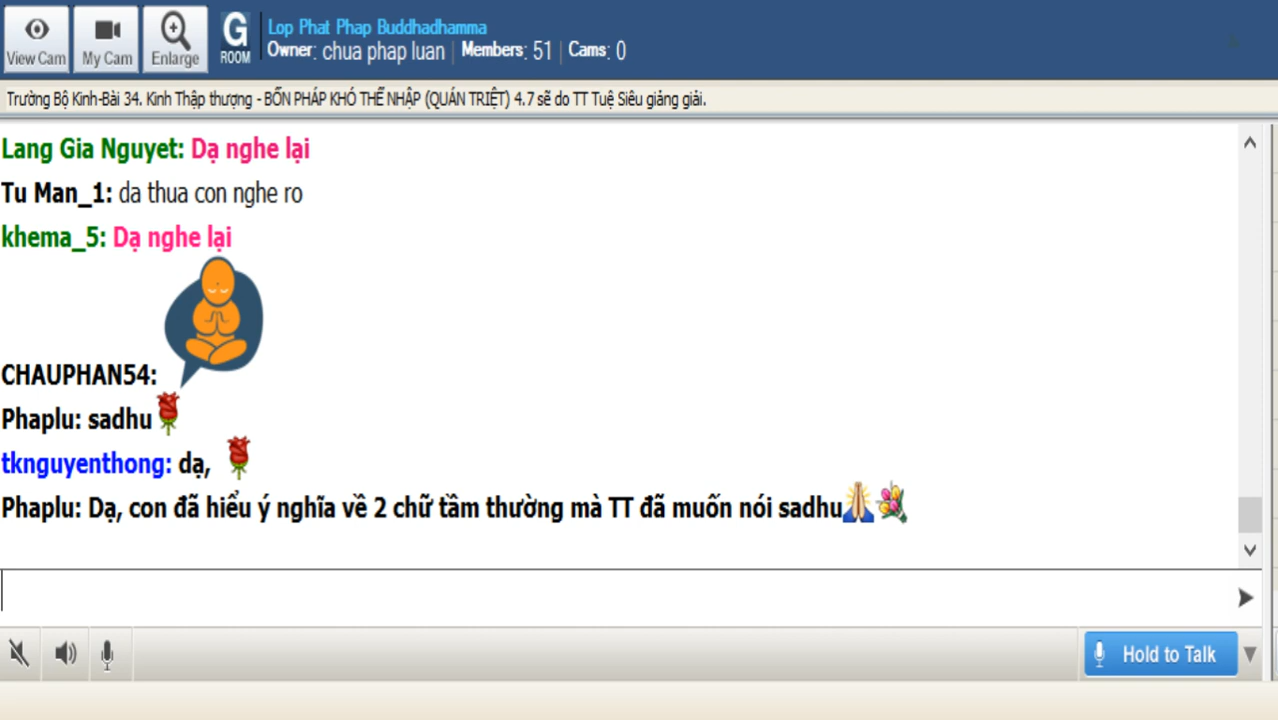 Lop Phat Phap Buddhadhamma
View Cam
My Cam
Enlarge
G
ROOM
Owner: chua phap luan | Members: 51 | Cams: 0
Trường Bộ Kinh-Bài 34. Kinh Thập thượng - BỐN PHÁP KHÓ THỂ NHẬP (QUÁN TRIỆT) 4.7 sẽ do TT Tuệ Siêu giảng giải.
Lang Gia Nguyet: Dạ nghe lại
Tu Man_1: da thua con nghe ro
khema_5: Dạ nghe lại
CHAUPHAN54:
Phaplu: sadhu
tknguyenthong: dạ,
Phaplu: Dạ, con đã hiểu ý nghĩa về 2 chữ tầm thường mà TT đã muốn nói sadhu
Hold to Talk